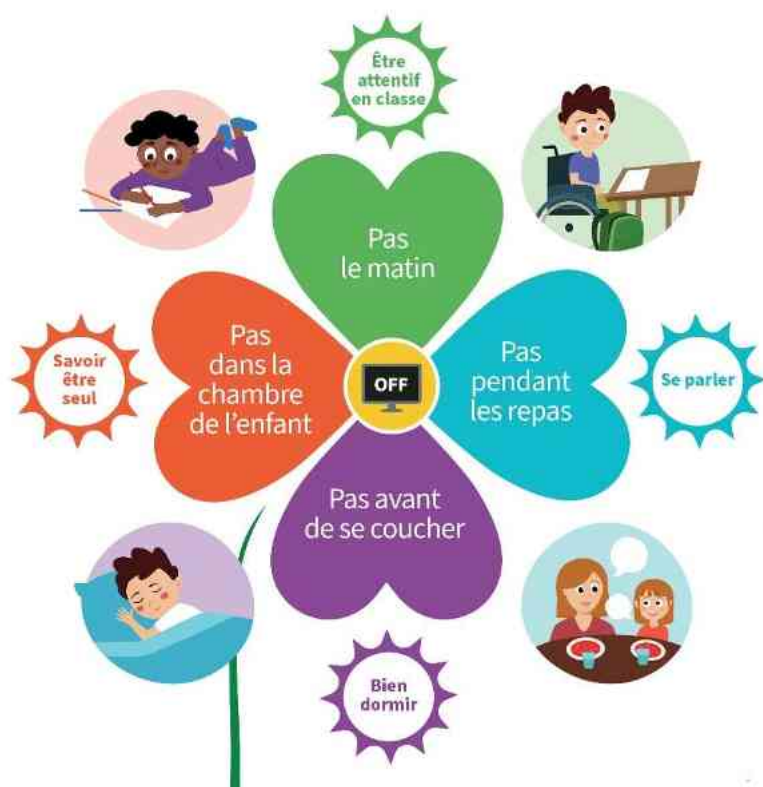 Être
attentif
en classe
Pas
le matin
Pas
dans la
chambre
de l'enfant
Savoir
être
seul
OFF
Pas
pendant
les repas
Se parler
Pas avant
de se coucher
Bien
dormir